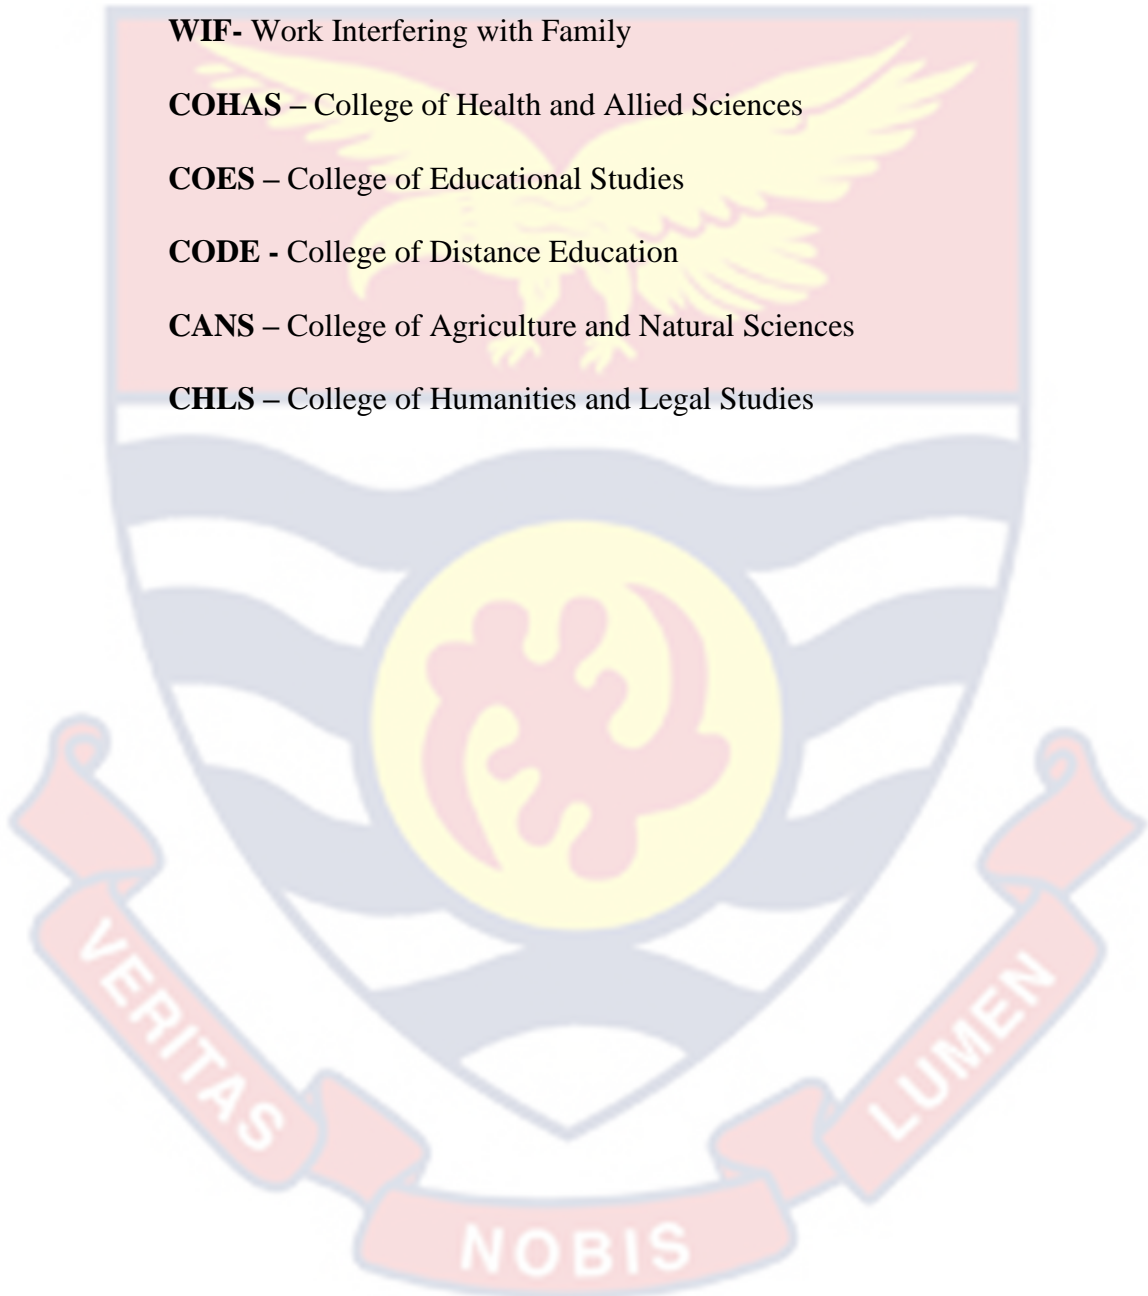 WIF- Work Interfering with Family
COHAS – College of Health and Allied Sciences
COES – College of Educational Studies
CODE - College of Distance Education
CANS – College of Agriculture and Natural Sciences
CHLS – College of Humanities and Legal Studies
VERITAS
NOBIS
LUMEN